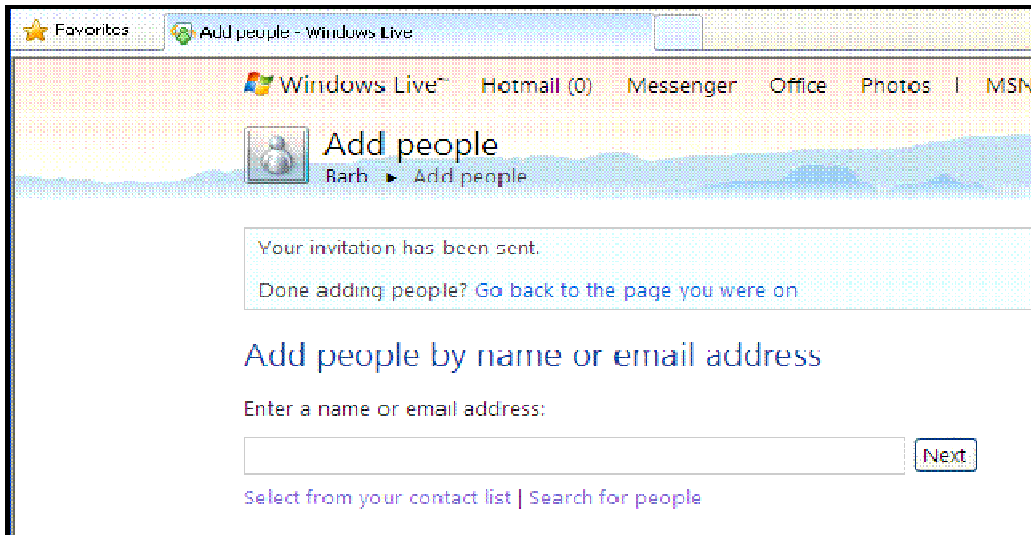 Favorites Add people - Windows Live
Windows Live™ Hotmail (0) Messenger Office Photos | MSN
Add people
Barb ► Add people
Your invitation has been sent.
Done adding people? Go back to the page you were on
Add people by name or email address
Enter a name or email address:
Next
Select from your contact list | Search for people